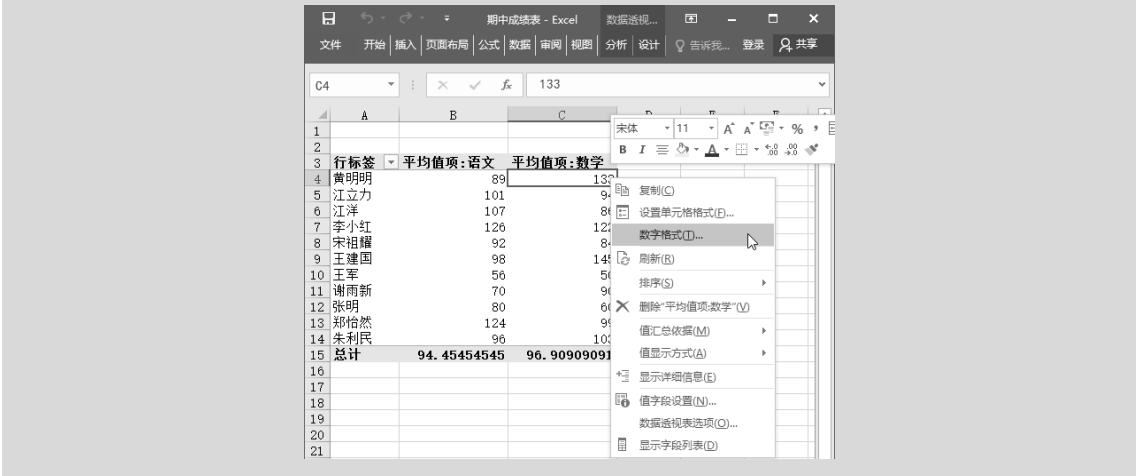 期中成绩表 - Excel 数据透视...
文件 开始 插入 页面布局 公式 数据 审阅 视图 分析 设计 告诉我... 登录 共享
C4 fx 133
A B C
宋体 11 A A % ,
B I A
1
2
3 行标签 平均值项:语文 平均值项:数学
4 黄明明 89 133
5 江立力 101
6 江洋 107
7 李小红 126
8 宋祖耀 92
9 王建国 98
10 王军 56
11 谢雨新 70
12 张明 80
13 郑怡然 124
14 朱利民 96
15 总计 94.45454545 96.90909091
16
17
18
19
20
21
复制(C)
设置单元格格式(F)...
数字格式(T)...
刷新(R)
排序(S)
删除"平均值项:数学"(V)
值汇总依据(M)
值显示方式(A)
显示详细信息(E)
值字段设置(N)...
数据透视表选项(O)...
显示字段列表(D)